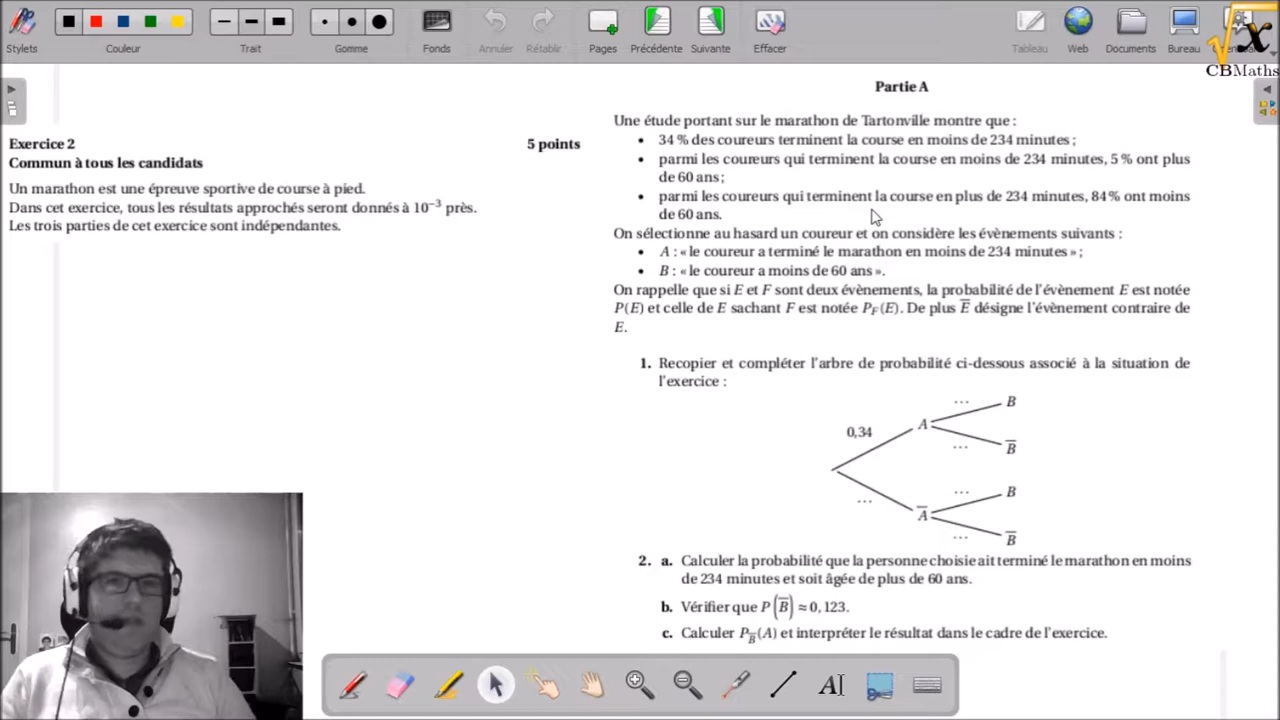 Stylets
Couleur
Trait
Gomme
Fonds
Annuler
Rétablir
Pages
Précédente
Suivante
Effacer
Tableau
Web
Documents
Bureau
x
CBMaths
Exercice 2 5 points
Commun à tous les candidats
Un marathon est une épreuve sportive de course à pied.
Dans cet exercice, tous les résultats approchés seront donnés à 10⁻³ près.
Les trois parties de cet exercice sont indépendantes.
Partie A
Une étude portant sur le marathon de Tartonville montre que :
• 34 % des coureurs terminent la course en moins de 234 minutes ;
• parmi les coureurs qui terminent la course en moins de 234 minutes, 5 % ont plus
de 60 ans ;
• parmi les coureurs qui terminent la course en plus de 234 minutes, 84 % ont moins
de 60 ans.
On sélectionne au hasard un coureur et on considère les évènements suivants :
• A : « le coureur a terminé le marathon en moins de 234 minutes » ;
• B : « le coureur a moins de 60 ans ».
On rappelle que si E et F sont deux évènements, la probabilité de l'évènement E est notée
P(E) et celle de E sachant F est notée P_F(E). De plus E̅ désigne l'évènement contraire de
E.
1. Recopier et compléter l'arbre de probabilité ci-dessous associé à la situation de
l'exercice :
... B
0,34 A
... B̅
... B
... A̅
... B̅
2. a. Calculer la probabilité que la personne choisie ait terminé le marathon en moins
de 234 minutes et soit âgée de plus de 60 ans.
b. Vérifier que P(B̅) ≈ 0,123.
c. Calculer P_B̅(A) et interpréter le résultat dans le cadre de l'exercice.
AI